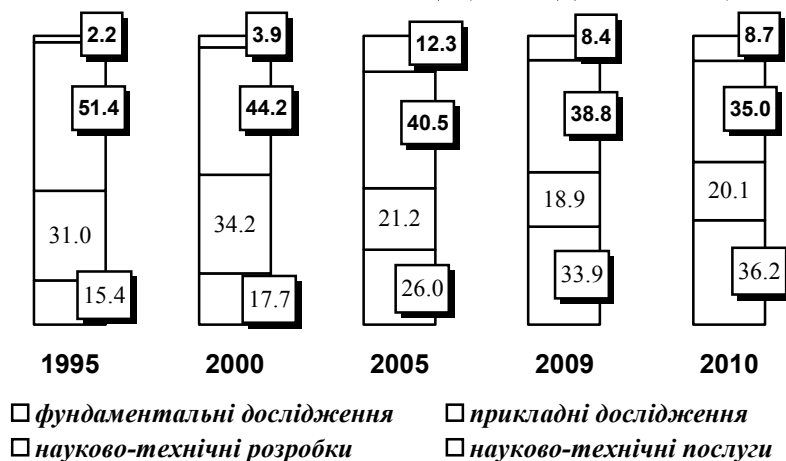 2.2 3.9 12.3 8.4 8.7
51.4 44.2 40.5 38.8 35.0
31.0 34.2 21.2 18.9 20.1
15.4 17.7 26.0 33.9 36.2
1995 2000 2005 2009 2010
фундаментальні дослідження прикладні дослідження
науково-технічні розробки науково-технічні послуги